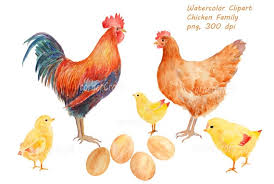 Watercolor Clipart
Chicken Family
png, 300 dpi